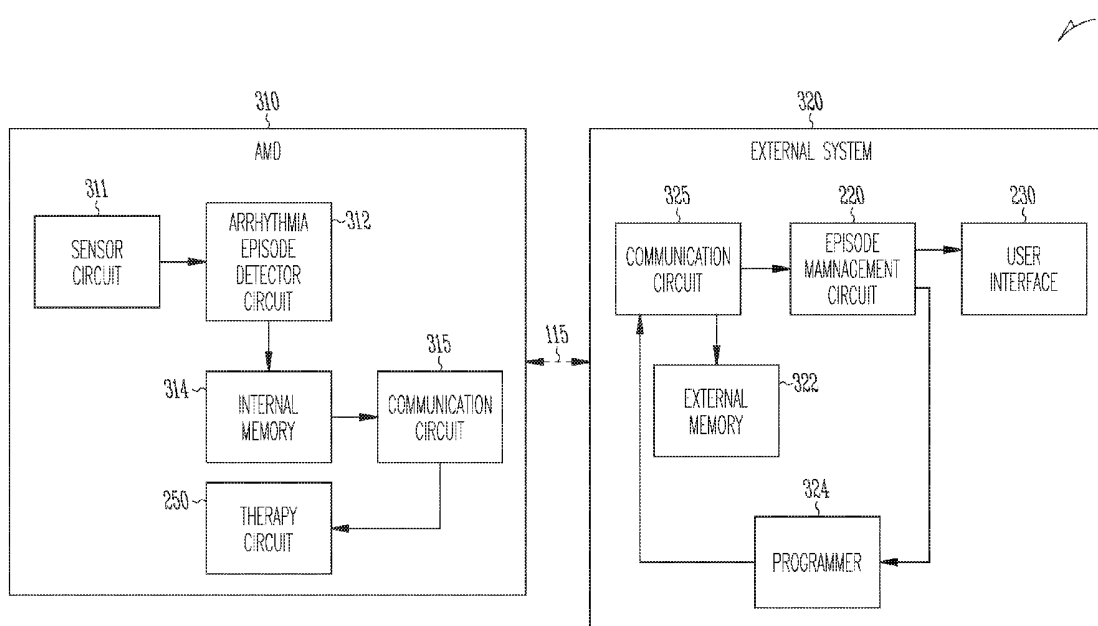 310
AMD
311
SENSOR
CIRCUIT
ARRHYTHMIA
EPISODE
DETECTOR
CIRCUIT
312
314
INTERNAL
MEMORY
315
COMMUNICATION
CIRCUIT
250
THERAPY
CIRCUIT
115
320
EXTERNAL SYSTEM
325
COMMUNICATION
CIRCUIT
220
EPISODE
MAMNACEMENT
CIRCUIT
230
USER
INTERFACE
EXTERNAL
MEMORY
322
324
PROGRAMMER